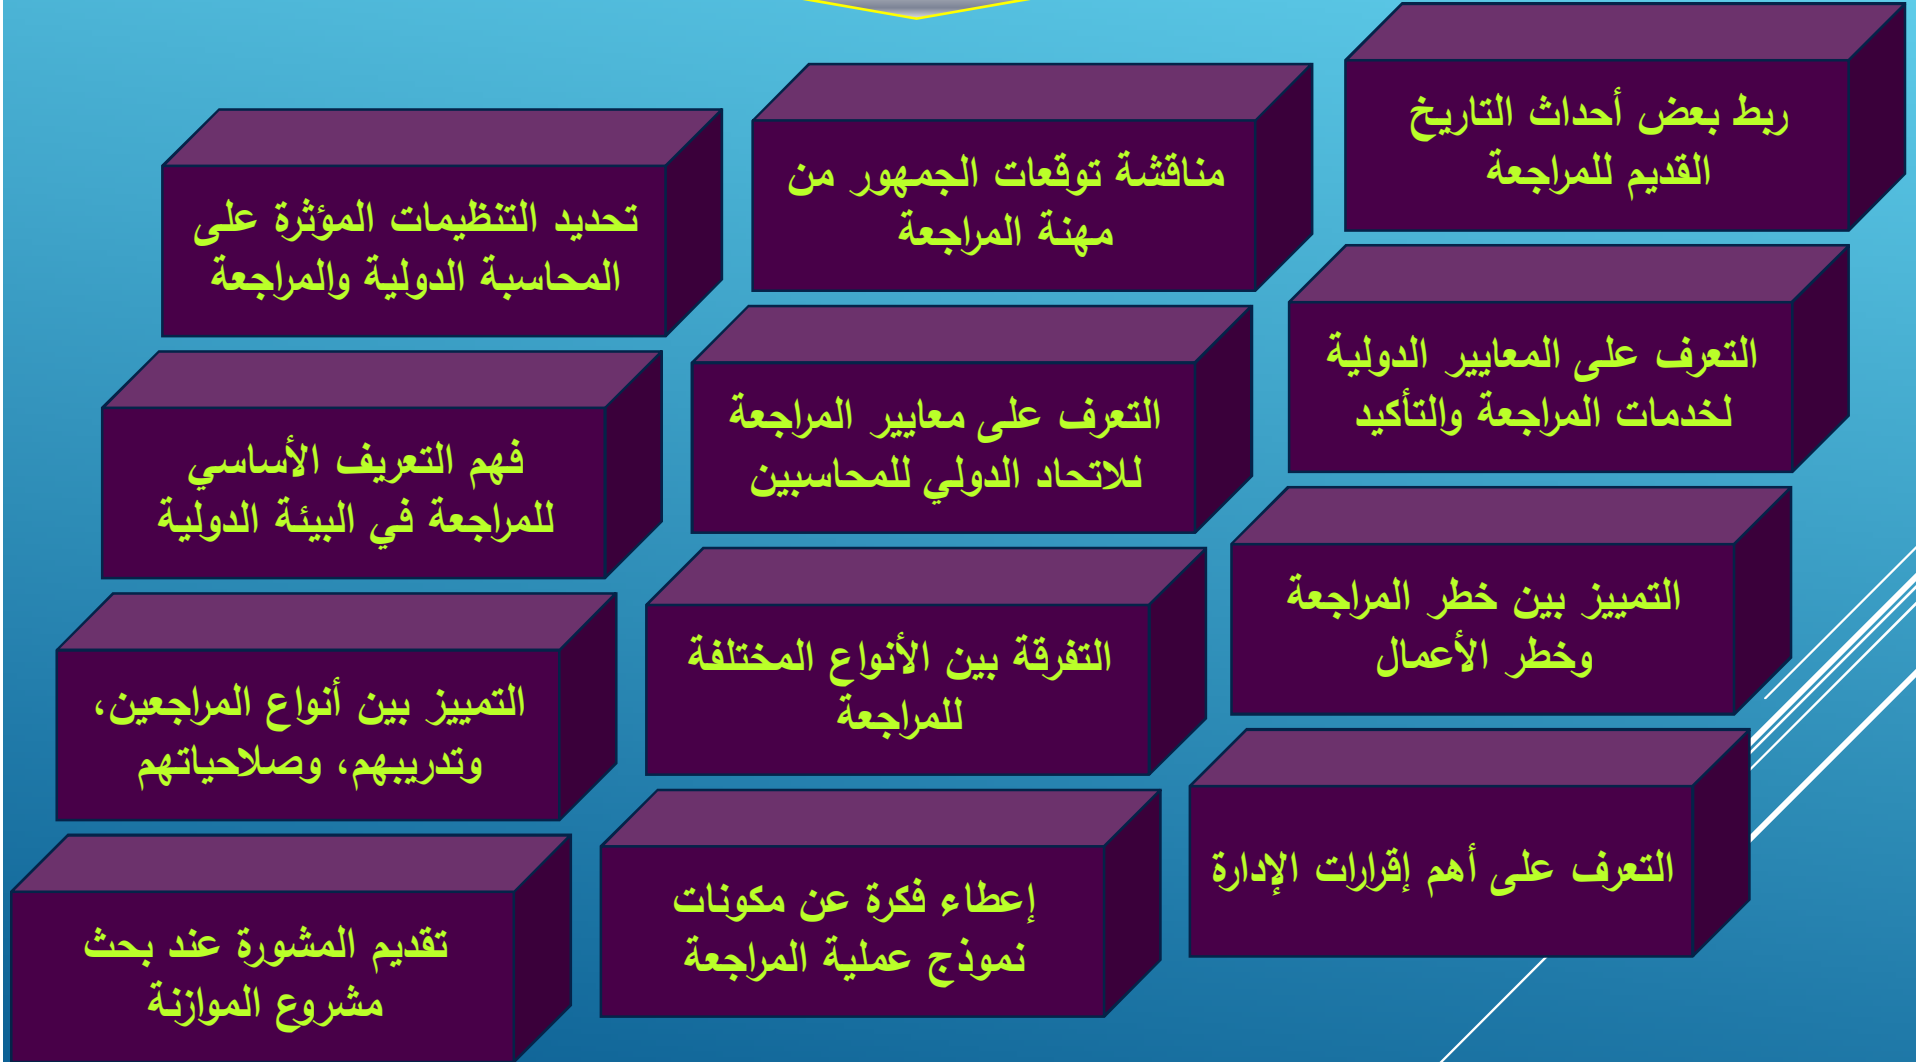 ربط بعض أحداث التاريخ
القديم للمراجعة
مناقشة توقعات الجمهور من
مهنة المراجعة
تحديد التنظيمات المؤثرة على
المحاسبة الدولية والمراجعة
التعرف على المعايير الدولية
لخدمات المراجعة والتأكيد
التعرف على معايير المراجعة
للاتحاد الدولي للمحاسبين
فهم التعريف الأساسي
للمراجعة في البيئة الدولية
التمييز بين خطر المراجعة
وخطر الأعمال
التفرقة بين الأنواع المختلفة
للمراجعة
التمييز بين أنواع المراجعين،
وتدريبهم، وصلاحياتهم
التعرف على أهم إقرارات الإدارة
إعطاء فكرة عن مكونات
نموذج عملية المراجعة
تقديم المشورة عند بحث
مشروع الموازنة